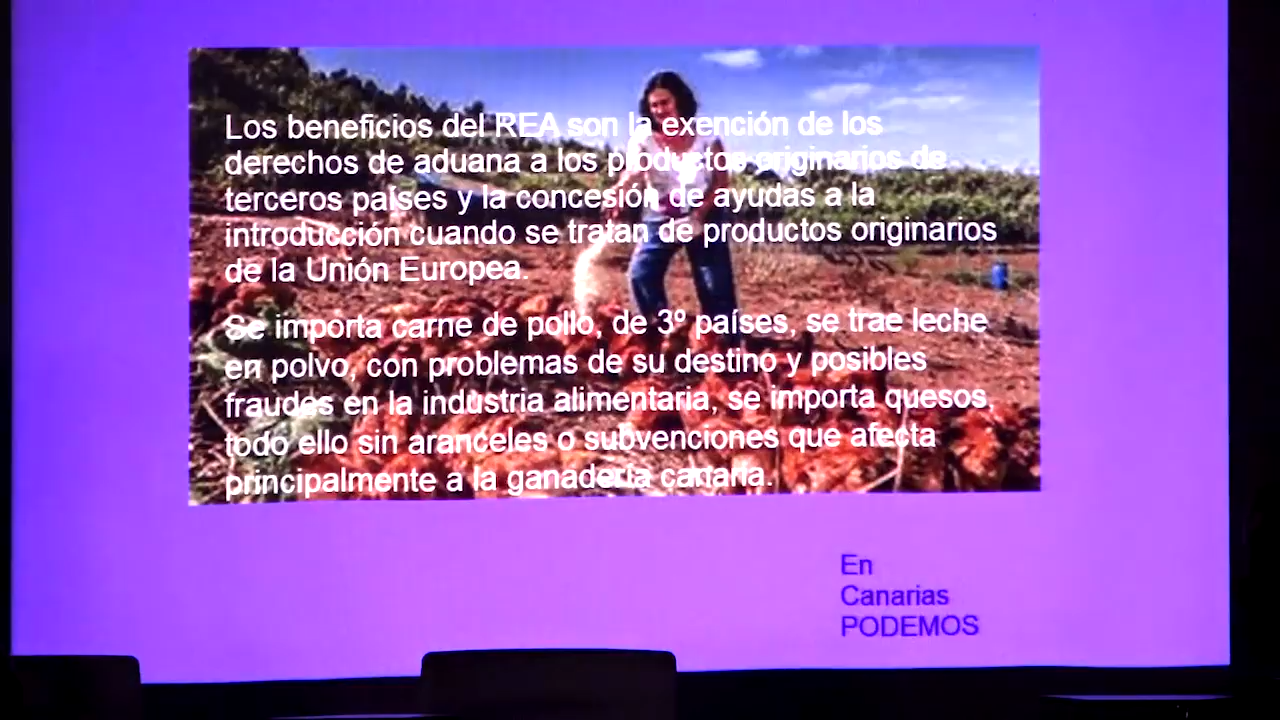 Los beneficios del REA son la exención de los
derechos de aduana a los productos originarios de
terceros países y la concesión de ayudas a la
introducción cuando se tratan de productos originarios
de la Unión Europea.
Se importa carne de pollo, de 3º países, se trae leche
en polvo, con problemas de su destino y posibles
fraudes en la industria alimentaria, se importa quesos,
todo ello sin aranceles o subvenciones que afecta
principalmente a la ganadería canaria.
En
Canarias
PODEMOS